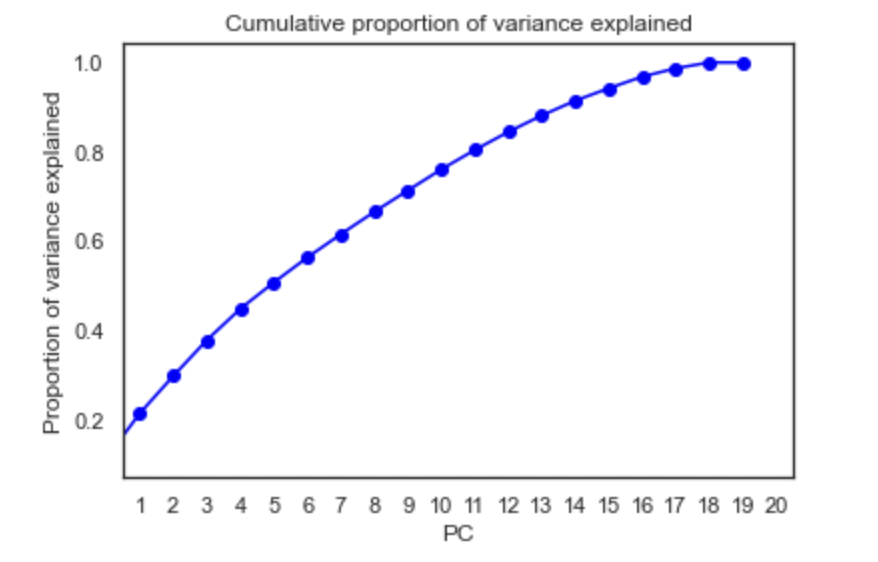 Cumulative proportion of variance explained
Proportion of variance explained
1.0
0.8
0.6
0.4
0.2
1 2 3 4 5 6 7 8 9 10 11 12 13 14 15 16 17 18 19 20
PC